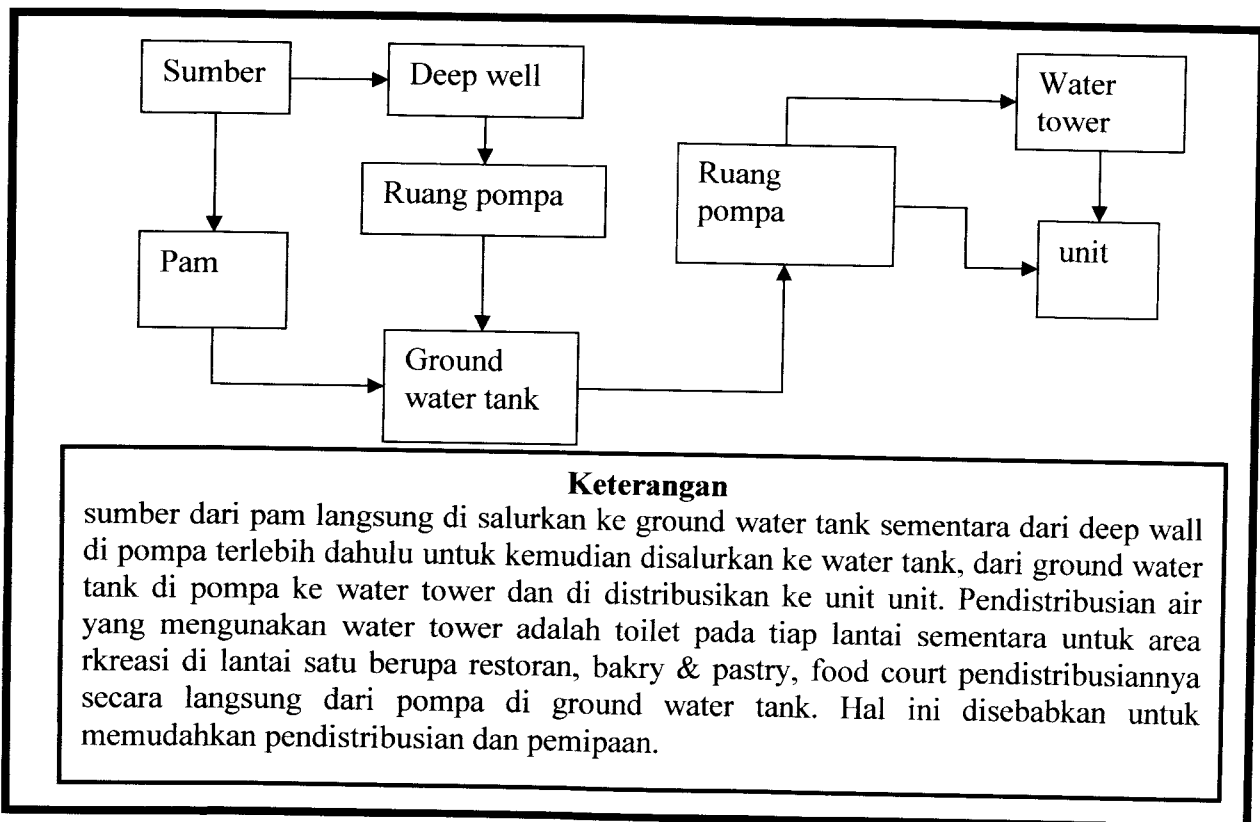 Sumber
Deep well
Water
tower
Ruang pompa
Ruang
pompa
Pam
unit
Ground
water tank
Keterangan
sumber dari pam langsung di salurkan ke ground water tank sementara dari deep wall
di pompa terlebih dahulu untuk kemudian disalurkan ke water tank, dari ground water
tank di pompa ke water tower dan di distribusikan ke unit unit. Pendistribusian air
yang mengunakan water tower adalah toilet pada tiap lantai sementara untuk area
rkreasi di lantai satu berupa restoran, bakry & pastry, food court pendistribusiannya
secara langsung dari pompa di ground water tank. Hal ini disebabkan untuk
memudahkan pendistribusian dan pemipaan.